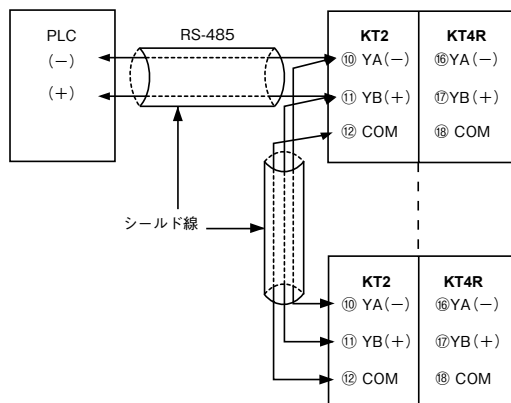 PLC
(−)
(+)
RS-485
KT2 KT4R
⑩ YA(−) ⑯YA(−)
⑪ YB(+) ⑰YB(+)
⑫ COM ⑱ COM
シールド線
KT2 KT4R
⑩ YA(−) ⑯YA(−)
⑪ YB(+) ⑰YB(+)
⑫ COM ⑱ COM